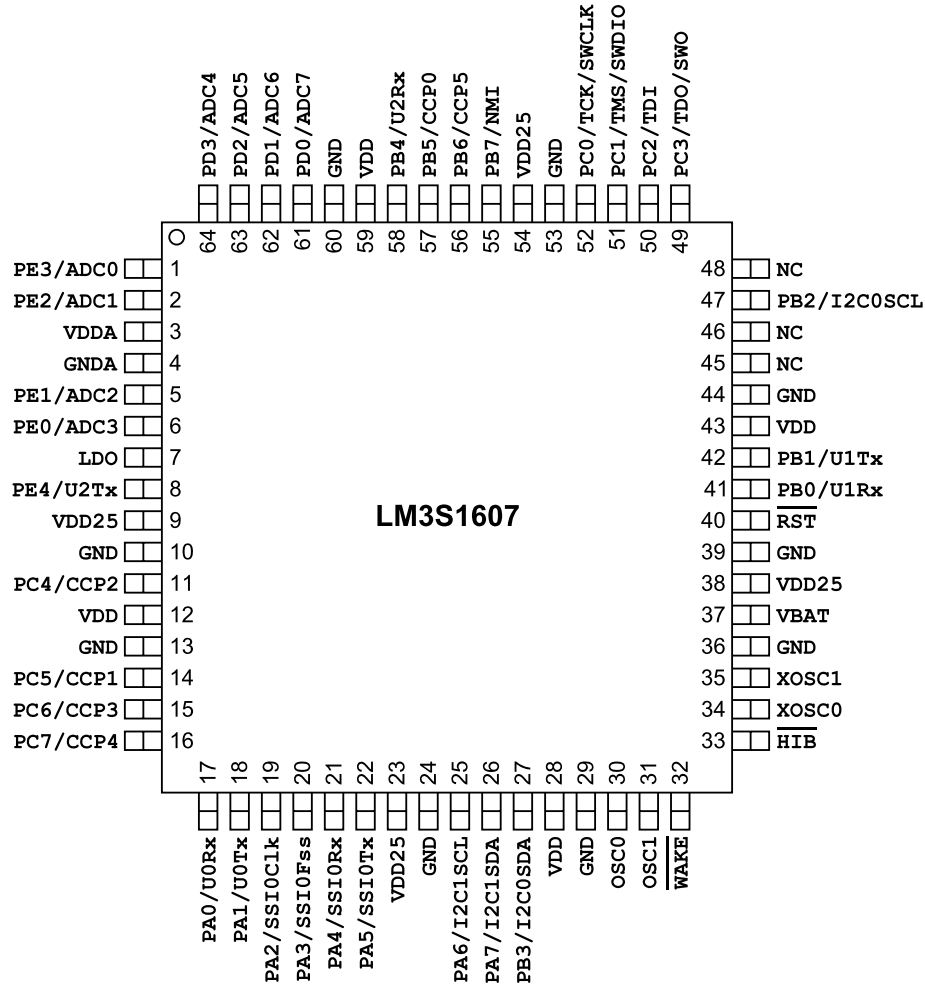 PD3/ADC4
PD2/ADC5
PD1/ADC6
PD0/ADC7
GND
VDD
PB4/U2Rx
PB5/CCP0
PB6/CCP5
PB7/NMI
VDD25
GND
PC0/TCK/SWCLK
PC1/TMS/SWDIO
PC2/TDI
PC3/TDO/SWO
64 63 62 61 60 59 58 57 56 55 54 53 52 51 50 49
PE3/ADC0 1
PE2/ADC1 2
VDDA 3
GNDA 4
PE1/ADC2 5
PE0/ADC3 6
LDO 7
PE4/U2Tx 8
VDD25 9
GND 10
PC4/CCP2 11
VDD 12
GND 13
PC5/CCP1 14
PC6/CCP3 15
PC7/CCP4 16
LM3S1607
48 NC
47 PB2/I2C0SCL
46 NC
45 NC
44 GND
43 VDD
42 PB1/U1Tx
41 PB0/U1Rx
40 RST
39 GND
38 VDD25
37 VBAT
36 GND
35 XOSC1
34 XOSC0
33 HIB
17 18 19 20 21 22 23 24 25 26 27 28 29 30 31 32
PA0/U0Rx
PA1/U0Tx
PA2/SSI0Clk
PA3/SSI0Fss
PA4/SSI0Rx
PA5/SSI0Tx
VDD25
GND
PA6/I2C1SCL
PA7/I2C1SDA
PB3/I2C0SDA
VDD
GND
OSC0
OSC1
WAKE